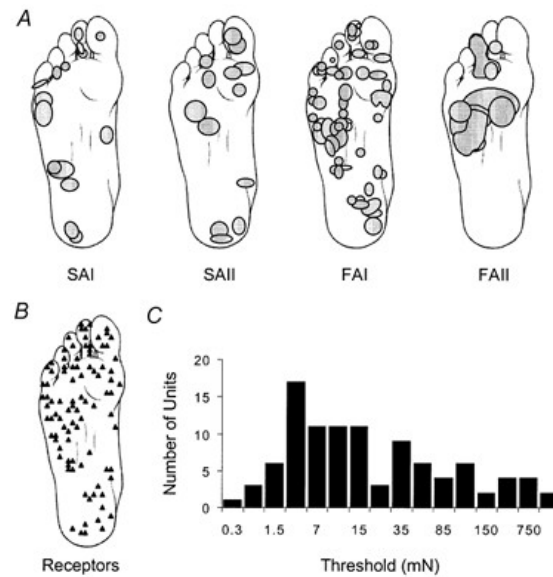 A
SAI SAII FAI FAII
B
Receptors
C
Number of Units
20
15
10
5
0
0.3 1.5 7 15 35 85 150 750
Threshold (mN)